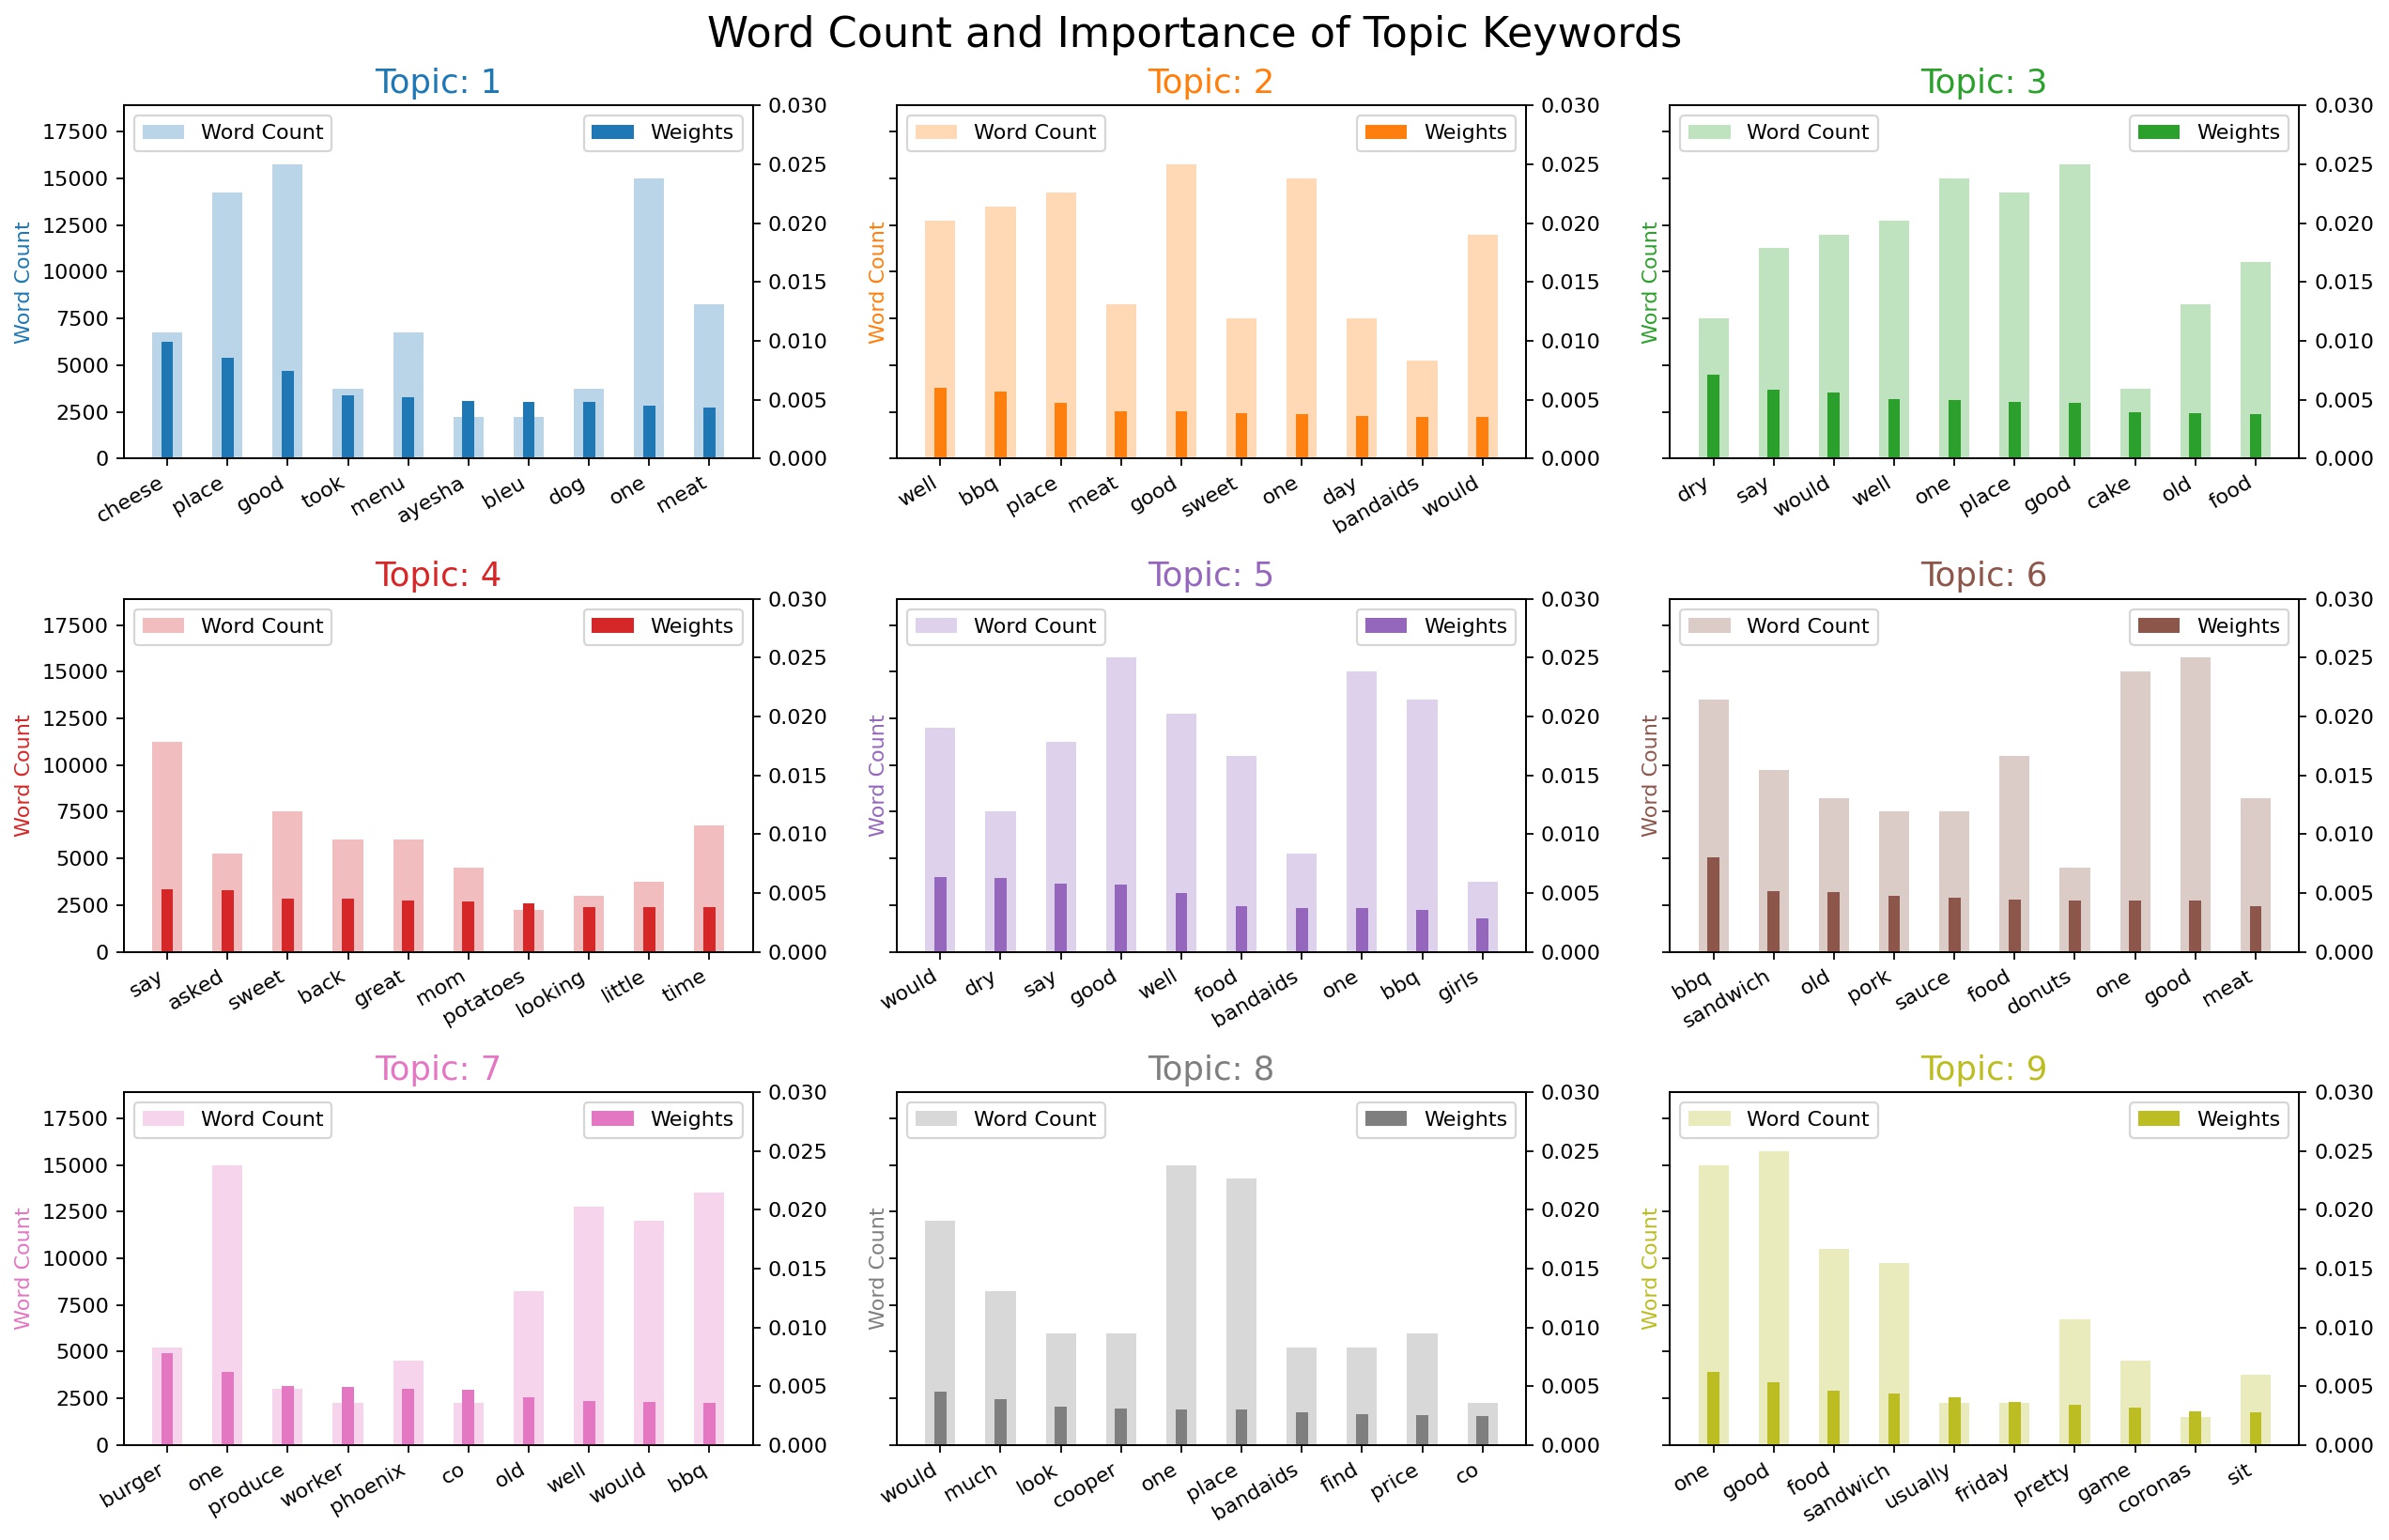 Word Count and Importance of Topic Keywords
Topic: 1
Word Count
Weights
Word Count
17500
15000
12500
10000
7500
5000
2500
0
0.030
0.025
0.020
0.015
0.010
0.005
0.000
cheese place good took menu ayesha bleu dog one meat
Topic: 2
Word Count
Weights
Word Count
0.030
0.025
0.020
0.015
0.010
0.005
0.000
well bbq place meat good sweet one day bandaids would
Topic: 3
Word Count
Weights
Word Count
0.030
0.025
0.020
0.015
0.010
0.005
0.000
dry say would well one place good cake old food
Topic: 4
Word Count
Weights
Word Count
17500
15000
12500
10000
7500
5000
2500
0
0.030
0.025
0.020
0.015
0.010
0.005
0.000
say asked sweet back great mom potatoes looking little time
Topic: 5
Word Count
Weights
Word Count
0.030
0.025
0.020
0.015
0.010
0.005
0.000
would dry say good well food bandaids one bbq girls
Topic: 6
Word Count
Weights
Word Count
0.030
0.025
0.020
0.015
0.010
0.005
0.000
bbq sandwich old pork sauce food donuts one good meat
Topic: 7
Word Count
Weights
Word Count
17500
15000
12500
10000
7500
5000
2500
0
0.030
0.025
0.020
0.015
0.010
0.005
0.000
burger one produce worker phoenix co old well would bbq
Topic: 8
Word Count
Weights
Word Count
0.030
0.025
0.020
0.015
0.010
0.005
0.000
would much look cooper one place bandaids find price co
Topic: 9
Word Count
Weights
Word Count
0.030
0.025
0.020
0.015
0.010
0.005
0.000
one good food sandwich usually friday pretty game coronas sit